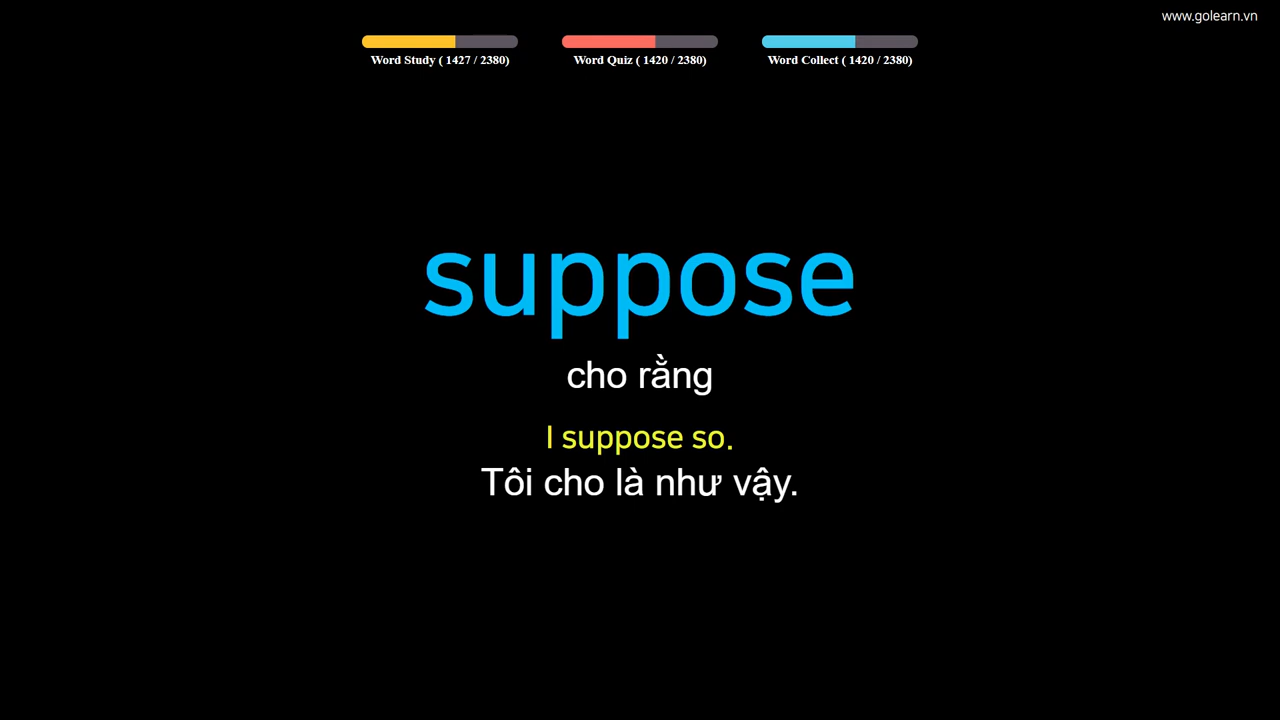 www.golearn.vn
Word Study ( 1427 / 2380)
Word Quiz ( 1420 / 2380)
Word Collect ( 1420 / 2380)
suppose
cho rằng
I suppose so.
Tôi cho là như vậy.